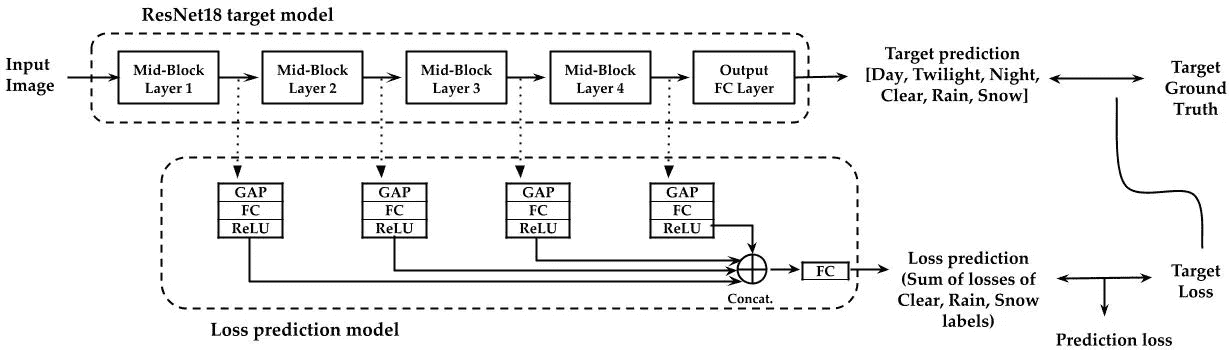 ResNet18 target model
Input
Image
Mid-Block
Layer 1
Mid-Block
Layer 2
Mid-Block
Layer 3
Mid-Block
Layer 4
Output
FC Layer
Target prediction
[Day, Twilight, Night,
Clear, Rain, Snow]
Target
Ground
Truth
GAP
FC
ReLU
GAP
FC
ReLU
GAP
FC
ReLU
GAP
FC
ReLU
Concat.
FC
Loss prediction
(Sum of losses of
Clear, Rain, Snow
labels)
Target
Loss
Prediction loss
Loss prediction model